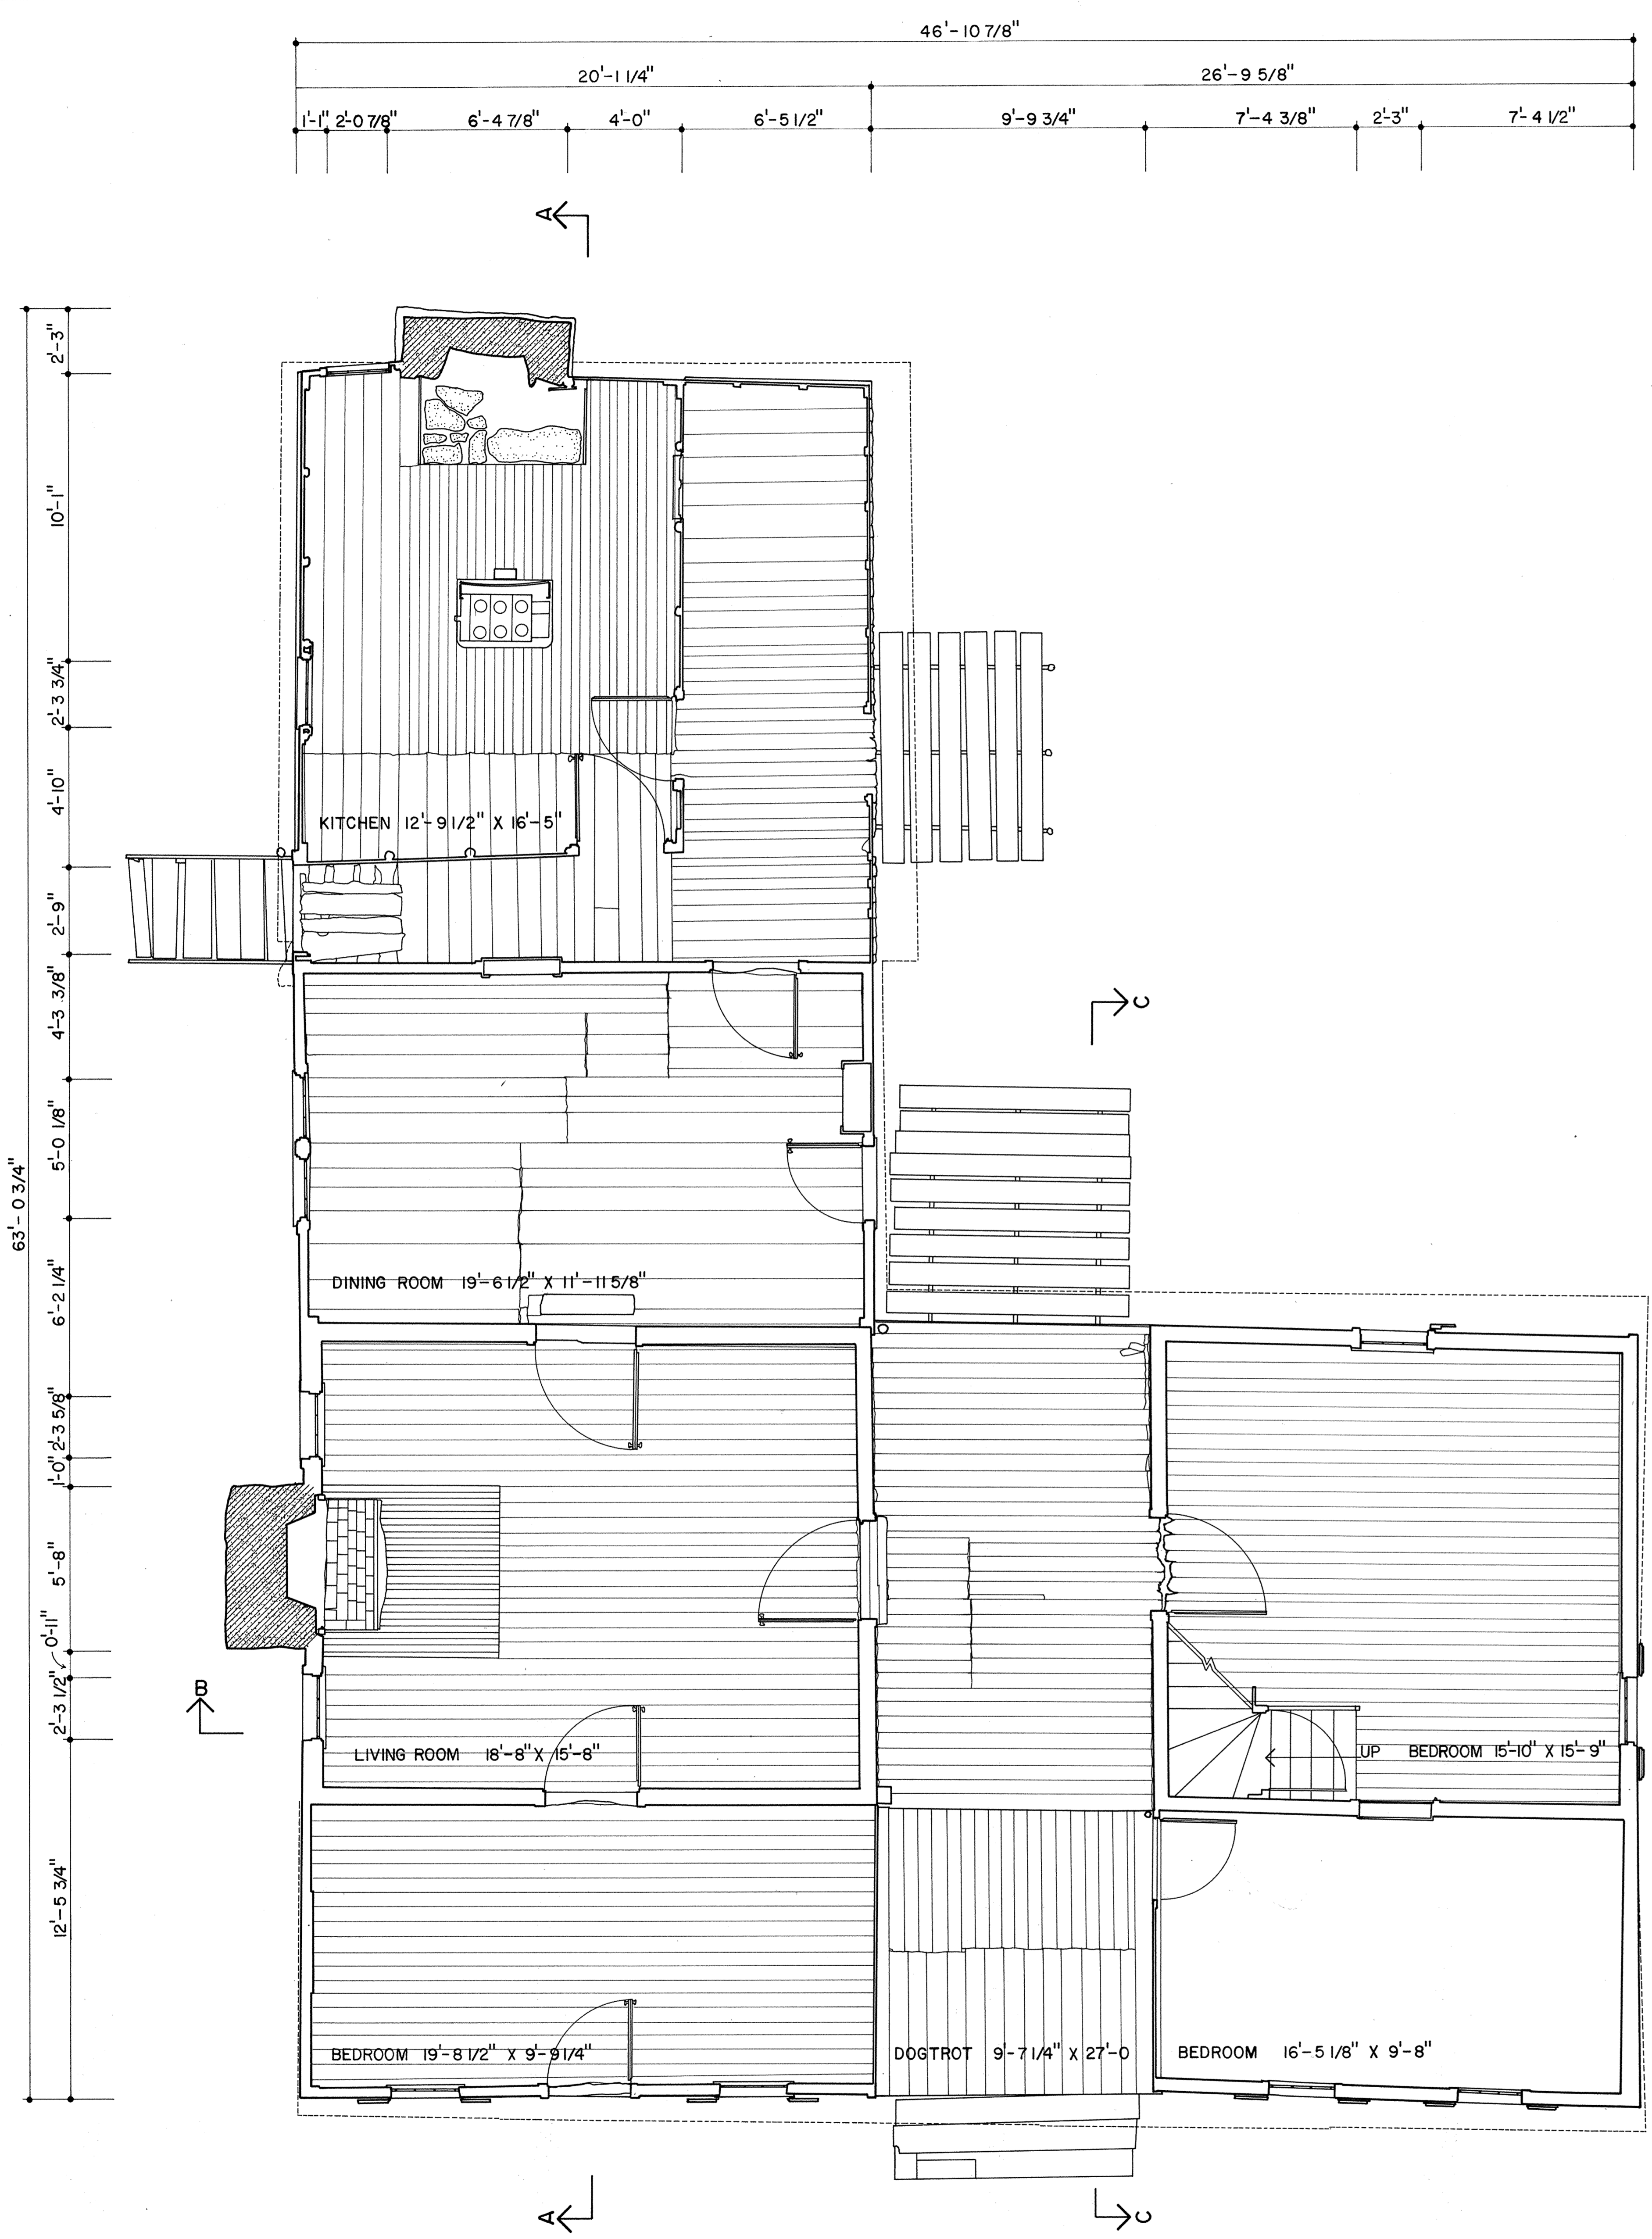 46'-10 7/8"
20'-1 1/4" 26'-9 5/8"
1'-1" 2'-0 7/8" 6'-4 7/8" 4'-0" 6'-5 1/2" 9'-9 3/4" 7'-4 3/8" 2'-3" 7'-4 1/2"
A
2'-3"
10'-1"
2'-3 3/4"
4'-10"
KITCHEN 12'-9 1/2" X 16'-5"
2'-9"
4'-3 3/8"
C
5'-0 1/8"
63'-0 3/4"
6'-2 1/4"
DINING ROOM 19'-6 1/2" X 11'-11 5/8"
2'-3 5/8"
1'-0"
5'-8"
0'-11"
2'-3 1/2"
B
LIVING ROOM 18'-8" X 15'-8"
UP BEDROOM 15'-10" X 15'-9"
12'-5 3/4"
BEDROOM 19'-8 1/2" X 9'-9 1/4"
DOGTROT 9'-7 1/4" X 27'-0
BEDROOM 16'-5 1/8" X 9'-8"
A
C